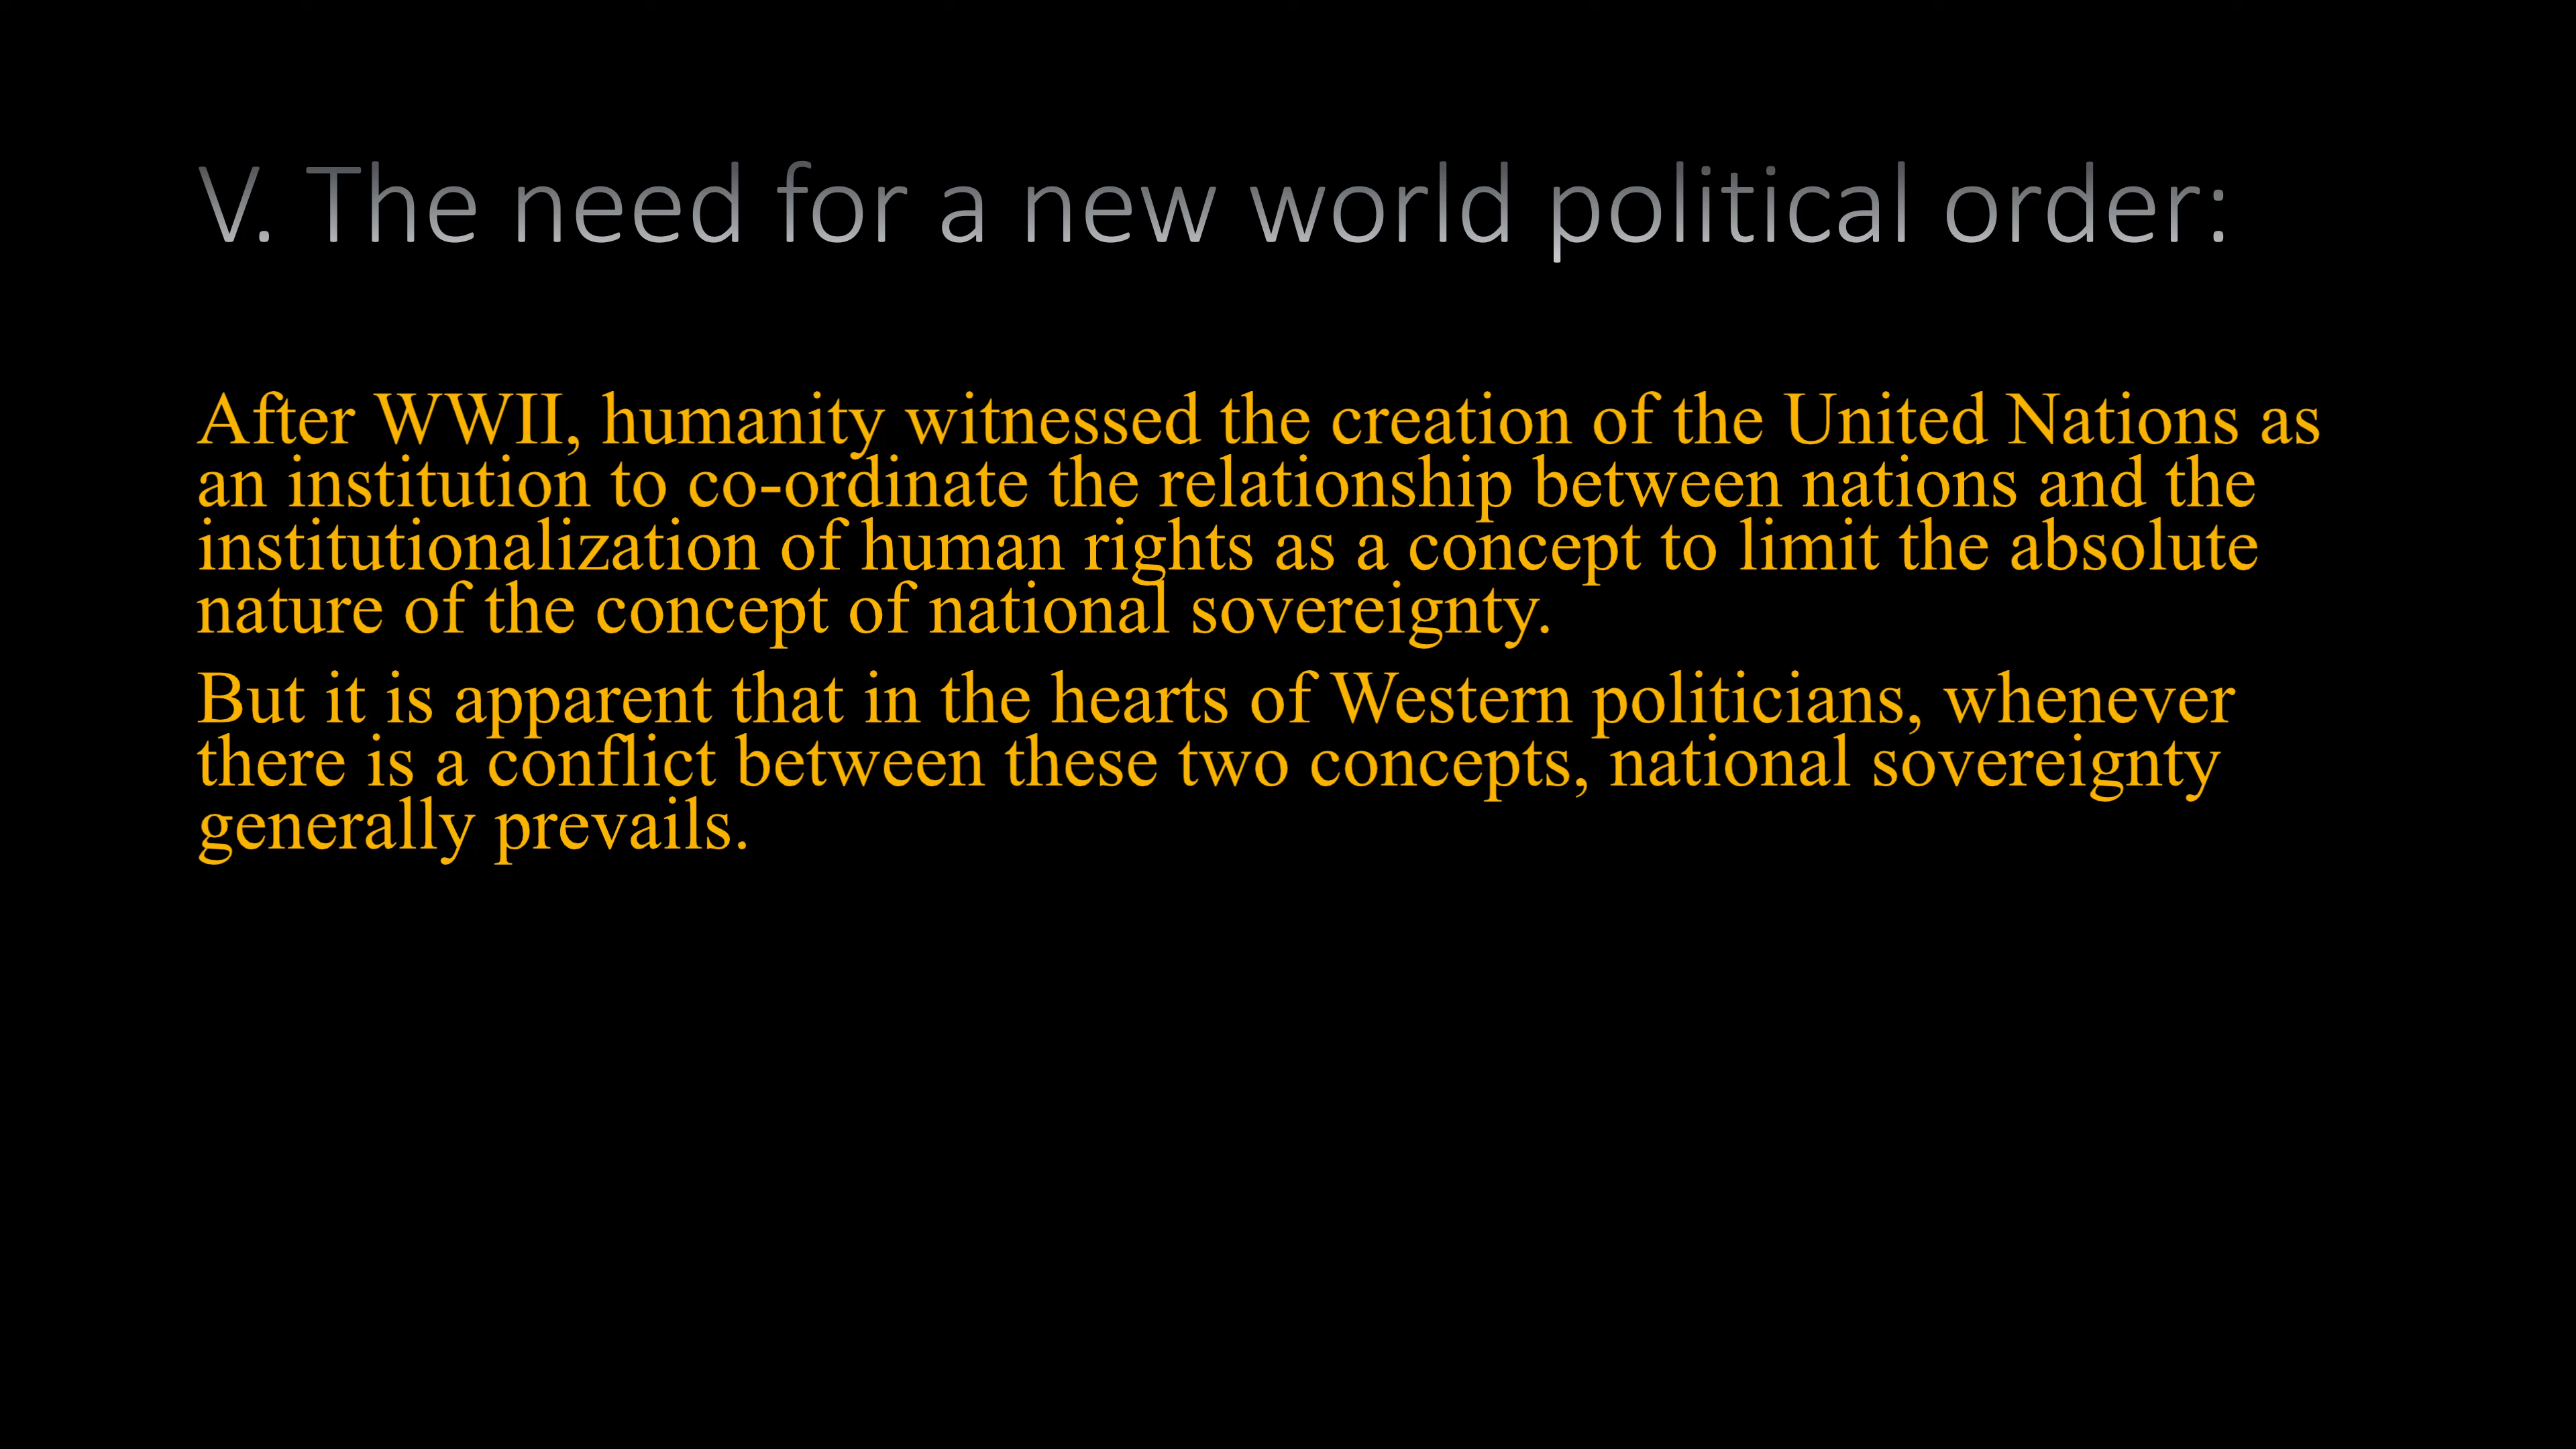 V. The need for a new world political order:
After WWII, humanity witnessed the creation of the United Nations as
an institution to co-ordinate the relationship between nations and the
institutionalization of human rights as a concept to limit the absolute
nature of the concept of national sovereignty.
But it is apparent that in the hearts of Western politicians, whenever
there is a conflict between these two concepts, national sovereignty
generally prevails.